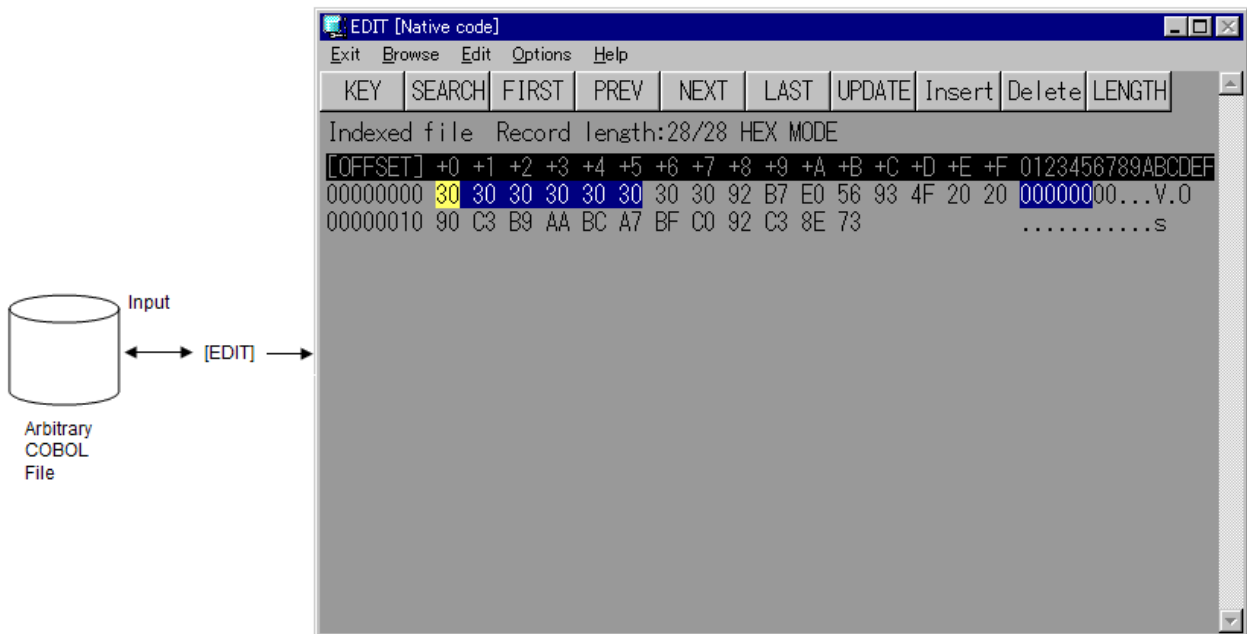 EDIT [Native code]
Exit Browse Edit Options Help
KEY SEARCH FIRST PREV NEXT LAST UPDATE Insert Delete LENGTH
Indexed file Record length:28/28 HEX MODE
[OFFSET] +0 +1 +2 +3 +4 +5 +6 +7 +8 +9 +A +B +C +D +E +F 0123456789ABCDEF
00000000 30 30 30 30 30 30 30 30 92 B7 E0 56 93 4F 20 20 00000000...V.O
00000010 90 C3 B9 AA BC A7 BF C0 92 C3 8E 73 ...........s
Input
[EDIT]
Arbitrary
COBOL
File